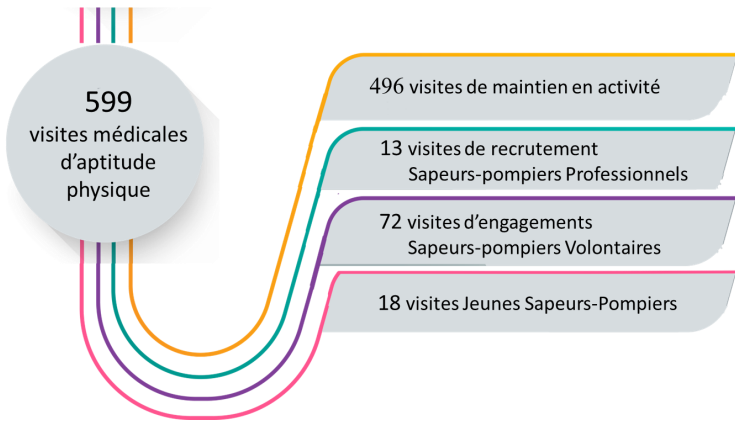 599
visites médicales
d'aptitude
physique
496 visites de maintien en activité
13 visites de recrutement
Sapeurs-pompiers Professionnels
72 visites d'engagements
Sapeurs-pompiers Volontaires
18 visites Jeunes Sapeurs-Pompiers